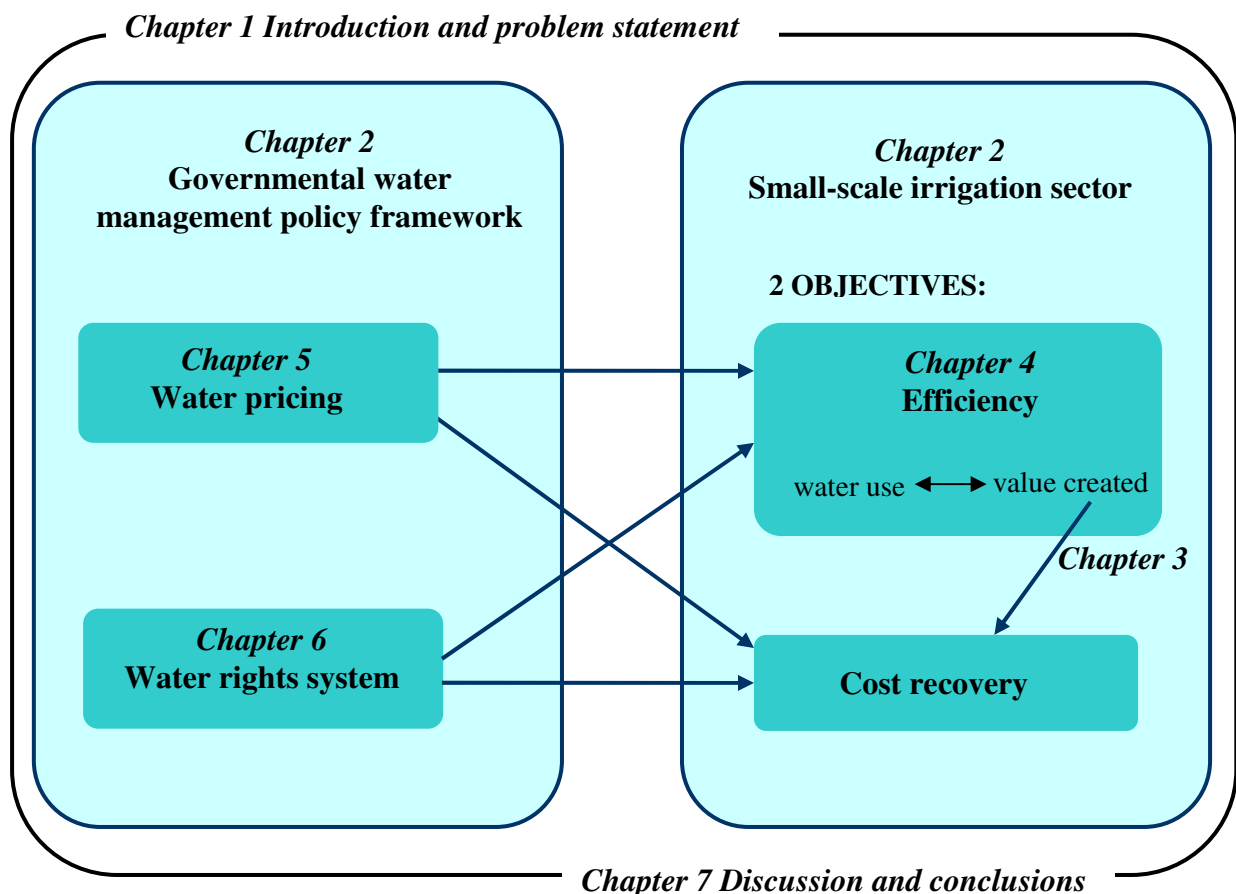 Chapter 1 Introduction and problem statement
Chapter 2
Governmental water
management policy framework
Chapter 5
Water pricing
Chapter 6
Water rights system
Chapter 2
Small-scale irrigation sector
2 OBJECTIVES:
Chapter 4
Efficiency
water use value created
Chapter 3
Cost recovery
Chapter 7 Discussion and conclusions